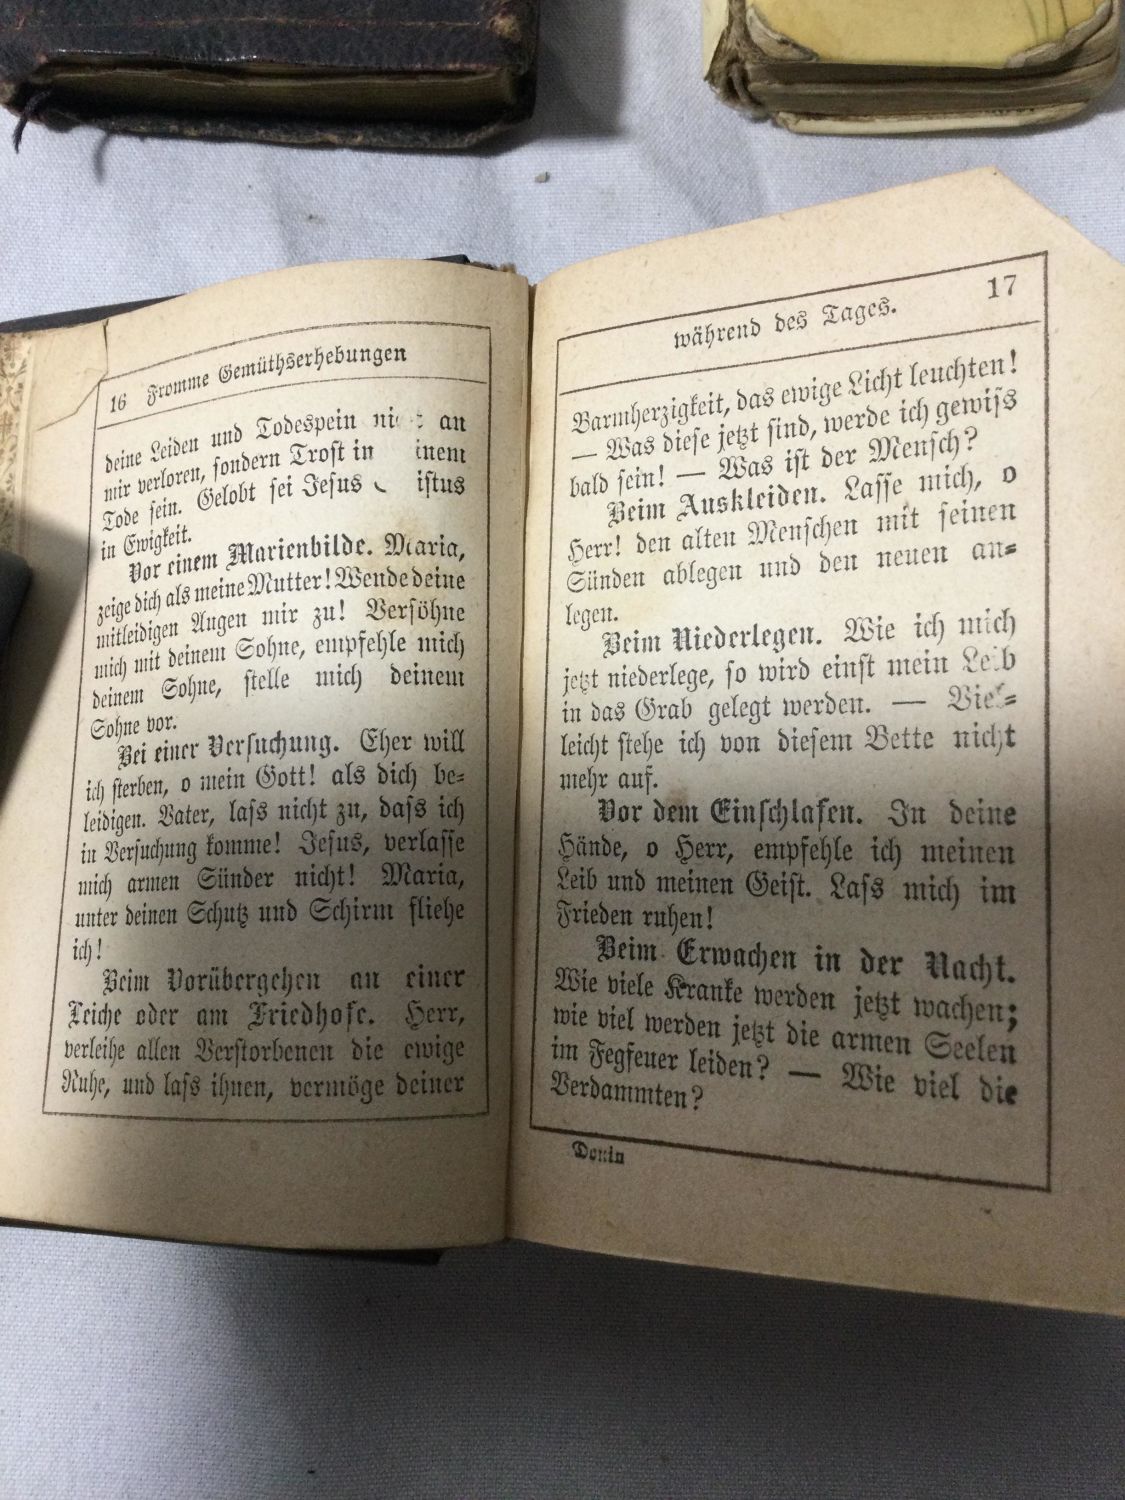 16 Fromme Gemüthserhebungen
deine Leiden und Todespein an
mir verloren, sondern Trost in
Tode sein. Gelobt sei Jesus
in Ewigkeit.
Vor einem Marienbilde. Maria,
zeige dich als meine Mutter! Wende deine
mitleidigen Augen mir zu! Versöhne
mich mit deinem Sohne, empfehle mich
deinem Sohne, stelle mich deinem
Sohne vor.
Bei einer Versuchung. Eher will
ich sterben, o mein Gott! als dich be-
leidigen. Vater, lass nicht zu, dass ich
in Versuchung komme! Jesus, verlasse
mich armen Sünder nicht! Maria,
unter deinen Schutz und Schirm fliehe
ich!
Beim Vorübergehen an einer
Leiche oder am Friedhofe. Herr,
verleihe allen Verstorbenen die ewige
Ruhe, und lass ihnen, vermöge deiner
während des Tages. 17
Barmherzigkeit, das ewige Licht leuchten!
— Was diese jetzt sind, werde ich gewiss
bald sein! — Was ist der Mensch?
Beim Auskleiden. Lasse mich, o
Herr! den alten Menschen mit seinen
Sünden ablegen und den neuen an-
legen.
Beim Niederlegen. Wie ich mich
jetzt niederlege, so wird einst mein Leib
in das Grab gelegt werden. — Viel-
leicht stehe ich von diesem Bette nicht
mehr auf.
Vor dem Einschlafen. In deine
Hände, o Herr, empfehle ich meinen
Leib und meinen Geist. Lass mich im
Frieden ruhen!
Beim Erwachen in der Nacht.
Wie viele Kranke werden jetzt wachen;
wie viel werden jetzt die armen Seelen
im Fegfeuer leiden? — Wie viel die
Verdammten?
Donin